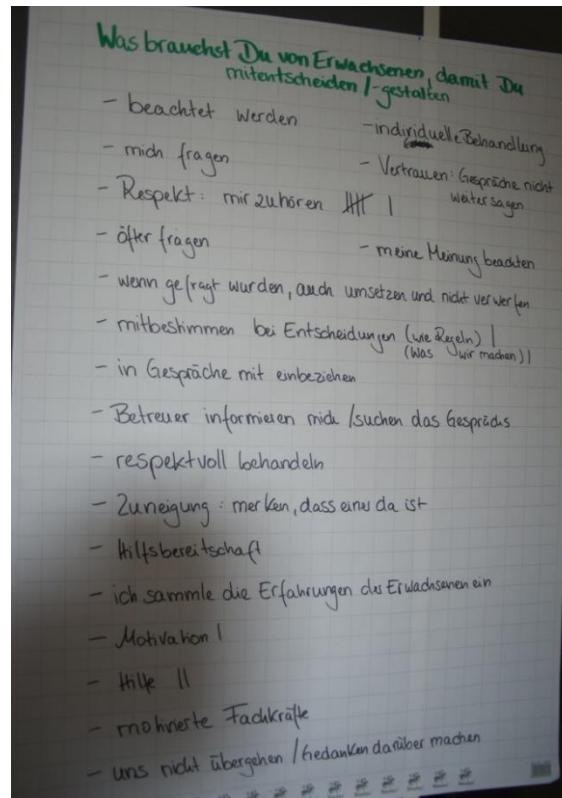 Was brauchst Du von Erwachsenen, damit Du
mitentscheiden /-gestalten
- beachtet werden
- individuelle Behandlung
- mich fragen
- Vertrauen: Gespräche nicht
weitersagen
- Respekt: mir zuhören |||| |
- öfter fragen
- meine Meinung beachten
- wenn gefragt wurden, auch umsetzen und nicht verwerfen
- mitbestimmen bei Entscheidungen (wie Regeln) |
(Was wir machen) |
- in Gespräche mit einbeziehen
- Betreuer informieren mich / suchen das Gesprächs
- respektvoll behandeln
- Zuneigung: merken, dass einer da ist
- Hilfsbereitschaft
- ich sammle die Erfahrungen des Erwachsenen ein
- Motivation |
- Hilfe ||
- motivierte Fachkräfte
- uns nicht übergehen / Gedanken darüber machen